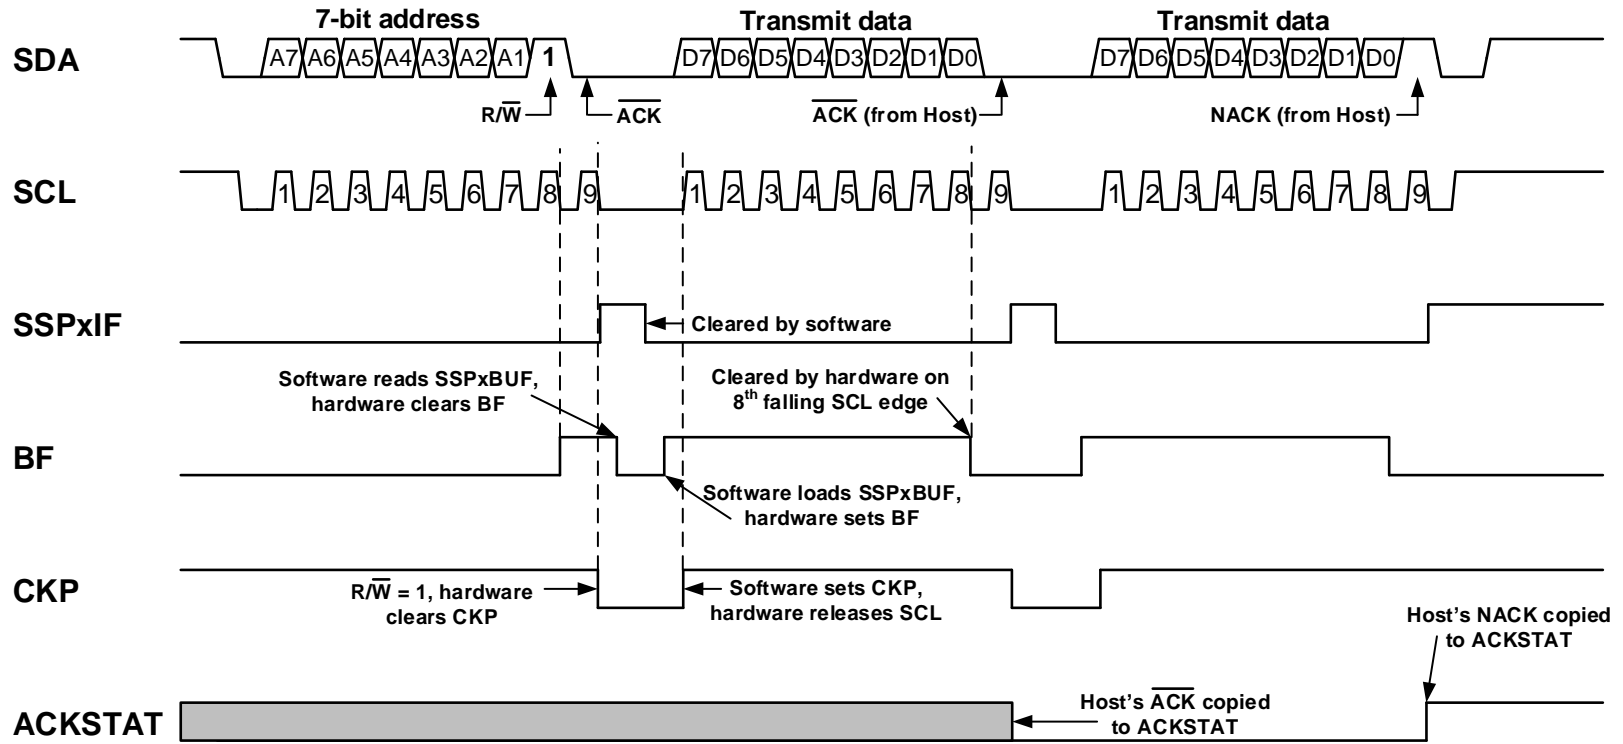 7-bit address
Transmit data
Transmit data
SDA
A7 A6 A5 A4 A3 A2 A1 1
D7 D6 D5 D4 D3 D2 D1 D0
D7 D6 D5 D4 D3 D2 D1 D0
R/W̅
A̅C̅K̅
A̅C̅K̅ (from Host)
NACK (from Host)
SCL
1 2 3 4 5 6 7 8 9
1 2 3 4 5 6 7 8 9
1 2 3 4 5 6 7 8 9
SSPxIF
Cleared by software
Software reads SSPxBUF,
hardware clears BF
Cleared by hardware on
8th falling SCL edge
BF
Software loads SSPxBUF,
hardware sets BF
CKP
R/W̅ = 1, hardware
clears CKP
Software sets CKP,
hardware releases SCL
Host's NACK copied
to ACKSTAT
ACKSTAT
Host's A̅C̅K̅ copied
to ACKSTAT